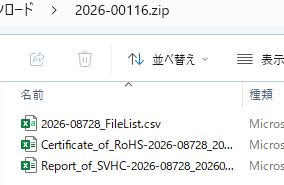 ンロード > 2026-00116.zip
並べ替え 表示
名前 種類
2026-08728_FileList.csv Micros
Certificate_of_RoHS-2026-08728_20... Micros
Report_of_SVHC-2026-08728_20260... Micros